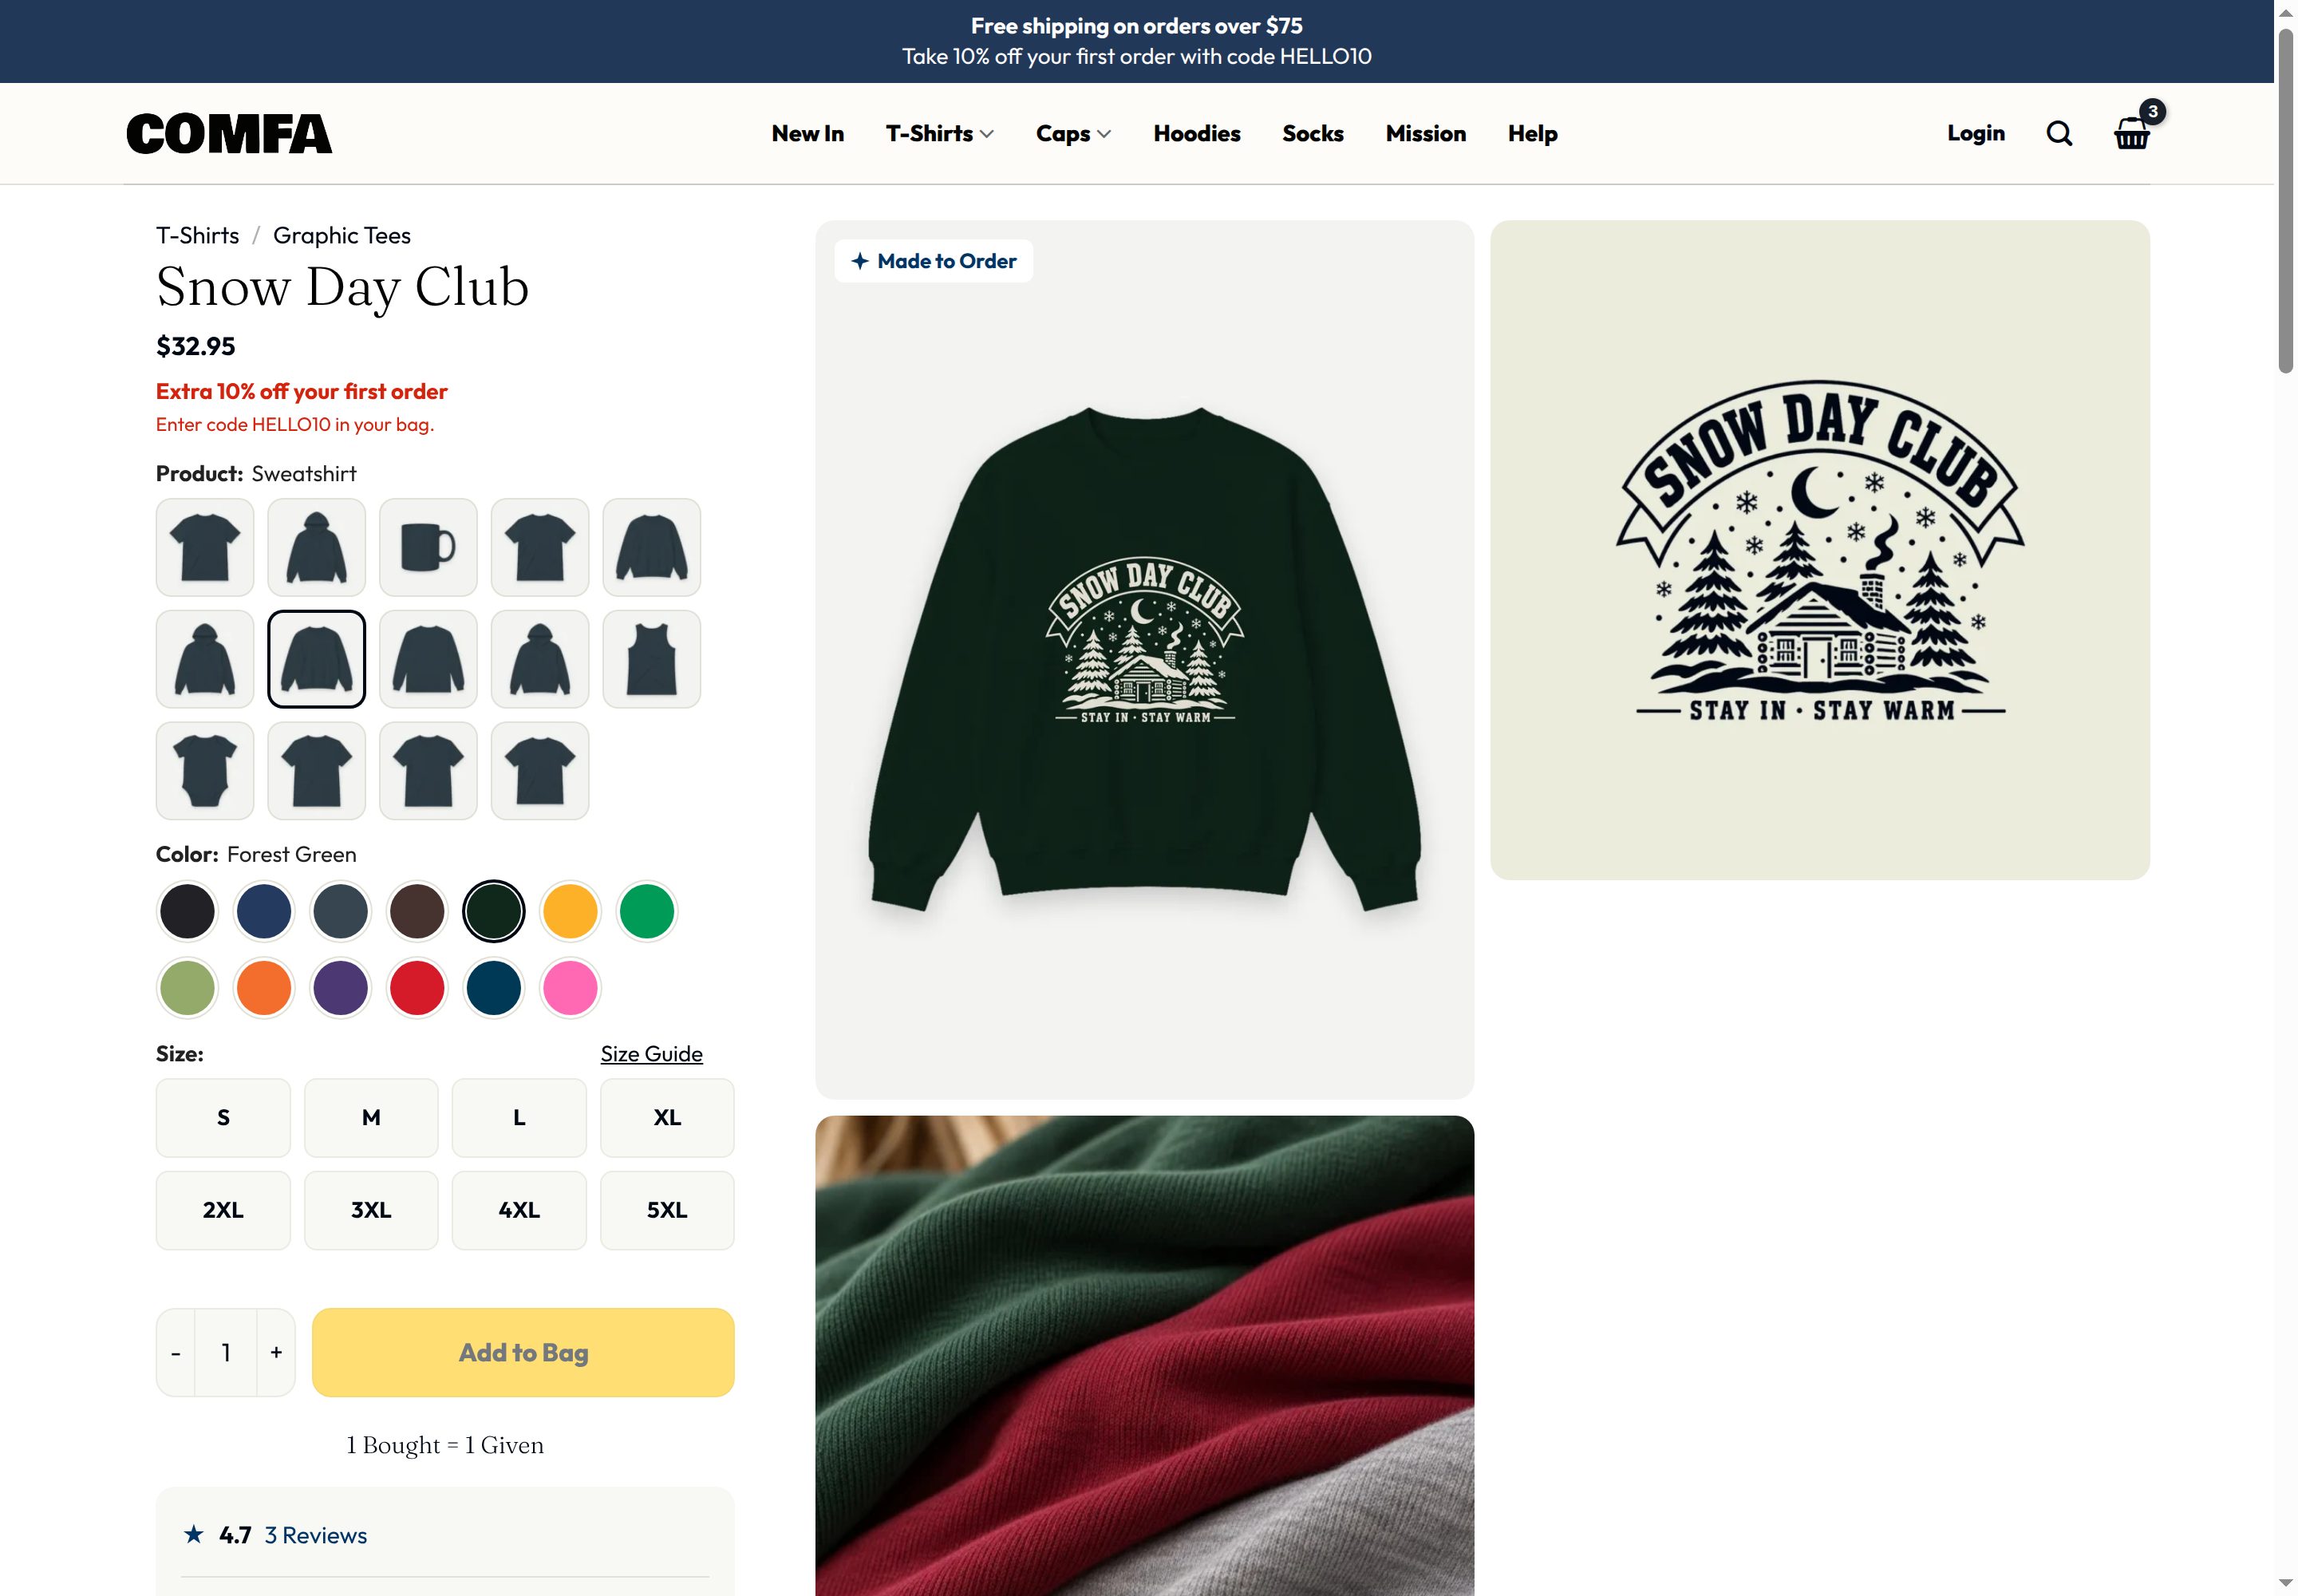 Free shipping on orders over $75
Take 10% off your first order with code HELLO10
COMFA
New In
T-Shirts
Caps
Hoodies
Socks
Mission
Help
Login
3
T-Shirts / Graphic Tees
Snow Day Club
$32.95
Extra 10% off your first order
Enter code HELLO10 in your bag.
Product: Sweatshirt
Color: Forest Green
Size:
Size Guide
S
M
L
XL
2XL
3XL
4XL
5XL
- 1 +
Add to Bag
1 Bought = 1 Given
★ 4.7 3 Reviews
Made to Order
SNOW DAY CLUB
STAY IN · STAY WARM
SNOW DAY CLUB
STAY IN · STAY WARM